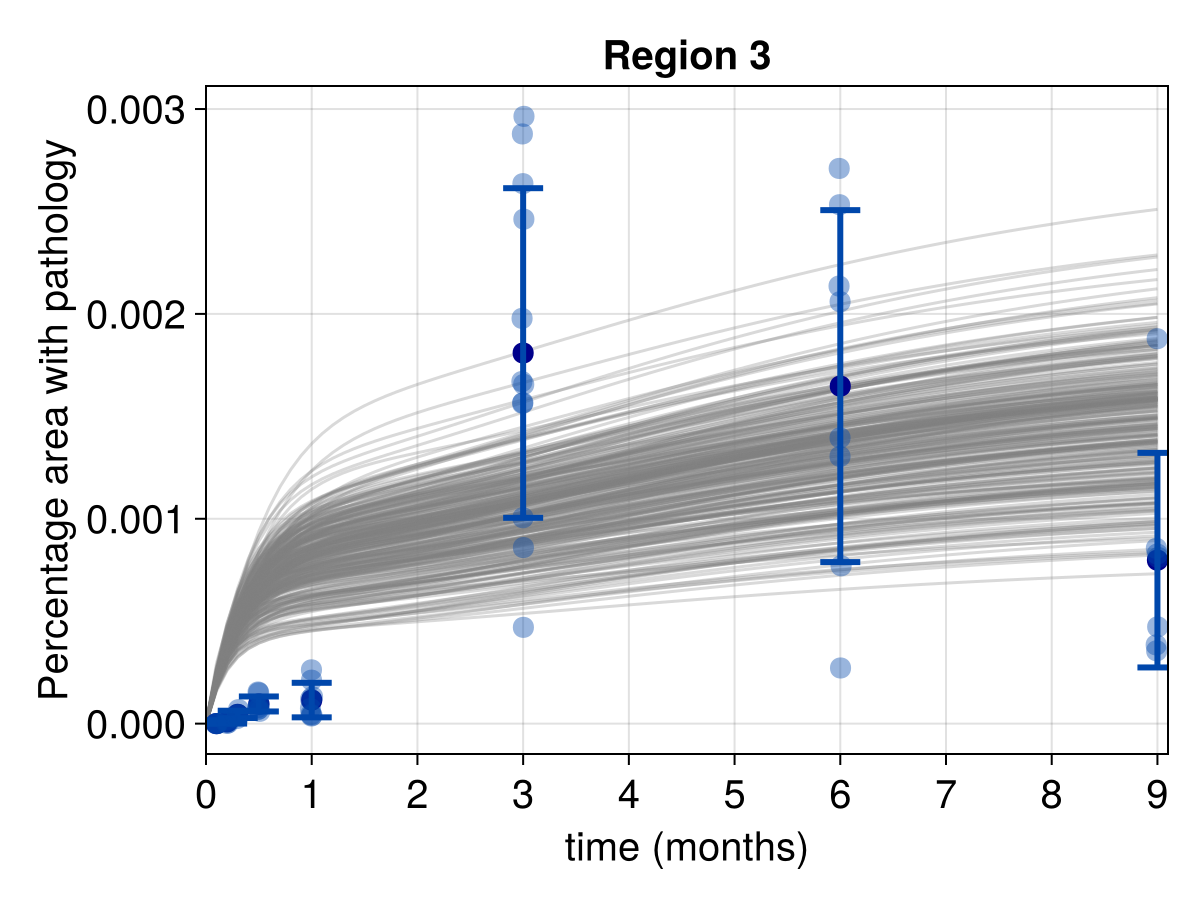 Region 3
Percentage area with pathology
0.003
0.002
0.001
0.000
0 1 2 3 4 5 6 7 8 9
time (months)